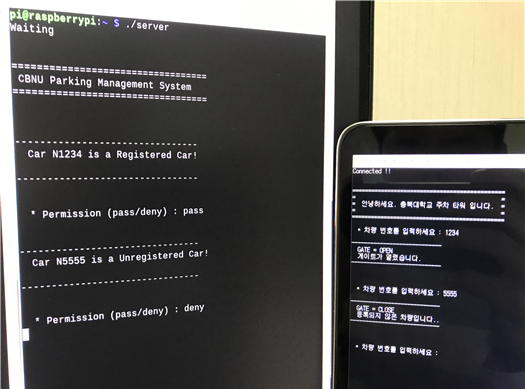 pi@raspberrypi:~ $ ./server
Waiting
===============================
CBNU Parking Management System
===============================
-----------------------------
Car N1234 is a Registered Car!
-----------------------------
* Permission (pass/deny) : pass
-----------------------------
Car N5555 is a Unregistered Car!
-----------------------------
* Permission (pass/deny) : deny
Connected !!
안녕하세요. 충북대학교 주차 타워 입니다.
* 차량 번호를 입력하세요 : 1234
GATE = OPEN
게이트가 열렸습니다.
* 차량 번호를 입력하세요 : 5555
GATE = CLOSE
등록되지 않은 차량입니다..
* 차량 번호를 입력하세요 :